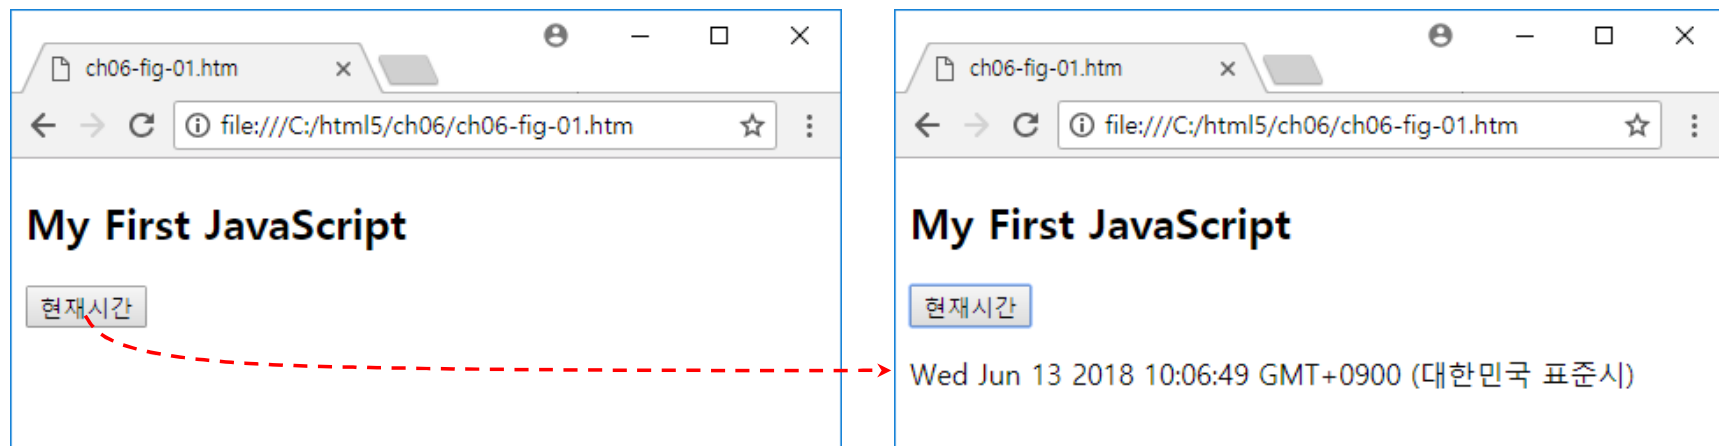 ch06-fig-01.htm
file:///C:/html5/ch06/ch06-fig-01.htm
My First JavaScript
현재시간
ch06-fig-01.htm
file:///C:/html5/ch06/ch06-fig-01.htm
My First JavaScript
현재시간
Wed Jun 13 2018 10:06:49 GMT+0900 (대한민국 표준시)